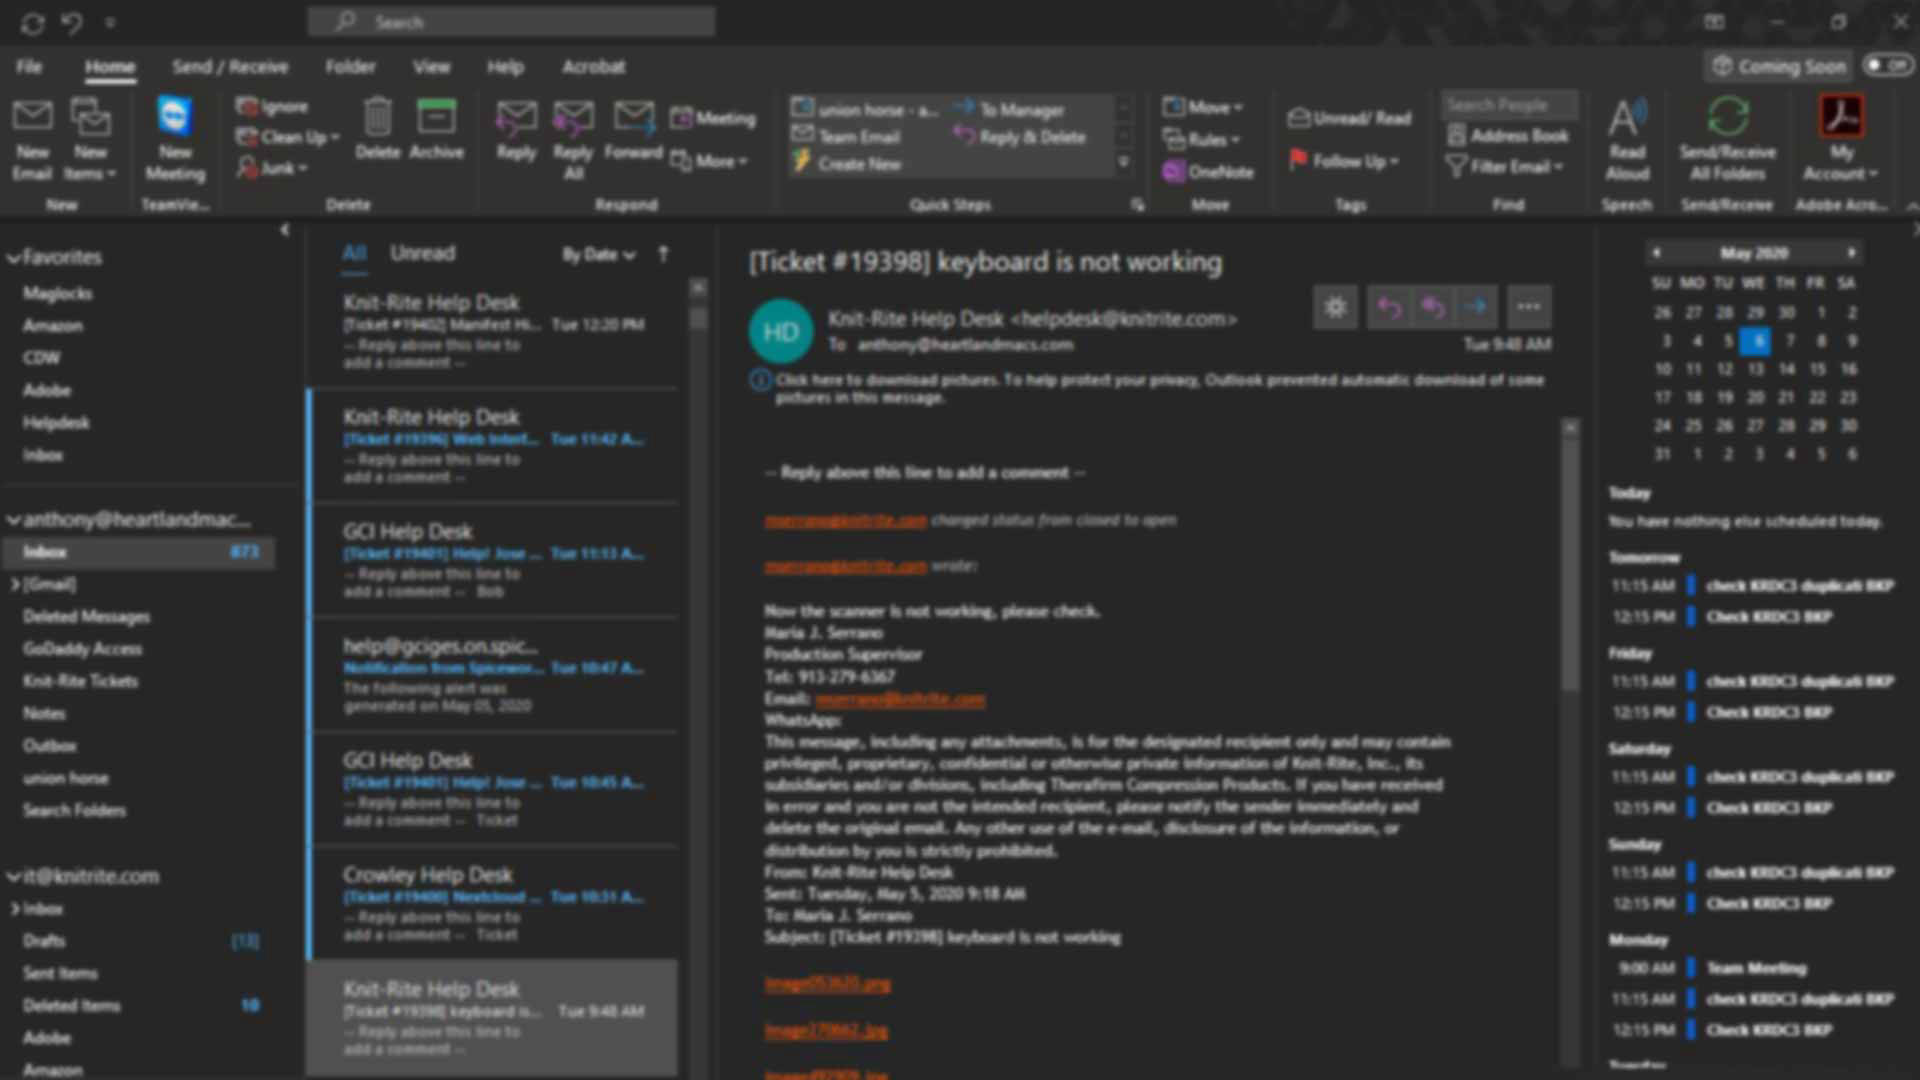 Search
File Home Send / Receive Folder View Help Acrobat
Coming Soon Off
New Email
New Items
New
New Meeting
TeamVie...
Ignore
Clean Up
Junk
Delete
Archive
Delete
Reply
Reply All
Forward
Meeting
More
Respond
union horse - a...
To Manager
Team Email
Reply & Delete
Create New
Quick Steps
Move
Rules
OneNote
Move
Unread/ Read
Follow Up
Tags
Search People
Address Book
Filter Email
Find
Read Aloud
Speech
Send/Receive All Folders
Send/Receive
My Account
Adobe Acro...
Favorites
Maglocks
Amazon
CDW
Adobe
Helpdesk
Inbox
anthony@heartlandmac...
Inbox 873
[Gmail]
Deleted Messages
GoDaddy Access
Knit-Rite Tickets
Notes
Outbox
union horse
Search Folders
it@knitrite.com
Inbox
Drafts [13]
Sent Items
Deleted Items 10
Adobe
Amazon
All Unread By Date
Knit-Rite Help Desk
[Ticket #19402] Manifest Hi... Tue 12:20 PM
-- Reply above this line to
add a comment --
Knit-Rite Help Desk
[Ticket #19396] Web Interf... Tue 11:42 A...
-- Reply above this line to
add a comment --
GCI Help Desk
[Ticket #19401] Help! Jose ... Tue 11:13 A...
-- Reply above this line to
add a comment -- Bob
help@gciges.on.spic...
Notification from Spicewor... Tue 10:47 A...
The following alert was
generated on May 05, 2020
GCI Help Desk
[Ticket #19401] Help! Jose ... Tue 10:45 A...
-- Reply above this line to
add a comment -- Ticket
Crowley Help Desk
[Ticket #19400] Nextcloud ... Tue 10:31 A...
-- Reply above this line to
add a comment -- Ticket
Knit-Rite Help Desk
[Ticket #19398] keyboard is... Tue 9:48 AM
-- Reply above this line to
add a comment --
[Ticket #19398] keyboard is not working
HD
Knit-Rite Help Desk <helpdesk@knitrite.com>
To anthony@heartlandmacs.com
Tue 9:48 AM
Click here to download pictures. To help protect your privacy, Outlook prevented automatic download of some
pictures in this message.
-- Reply above this line to add a comment --
mserrano@knitrite.com changed status from closed to open
mserrano@knitrite.com wrote:
Now the scanner is not working, please check.
Maria J. Serrano
Production Supervisor
Tel: 913-279-6367
Email: mserrano@knitrite.com
WhatsApp:
This message, including any attachments, is for the designated recipient only and may contain
privileged, proprietary, confidential or otherwise private information of Knit-Rite, Inc., its
subsidiaries and/or divisions, including Therafirm Compression Products. If you have received
in error and you are not the intended recipient, please notify the sender immediately and
delete the original email. Any other use of the e-mail, disclosure of the information, or
distribution by you is strictly prohibited.
From: Knit-Rite Help Desk
Sent: Tuesday, May 5, 2020 9:18 AM
To: Maria J. Serrano
Subject: [Ticket #19398] keyboard is not working
May 2020
SU MO TU WE TH FR SA
26 27 28 29 30 1 2
3 4 5 6 7 8 9
10 11 12 13 14 15 16
17 18 19 20 21 22 23
24 25 26 27 28 29 30
31 1 2 3 4 5 6
Today
You have nothing else scheduled today.
Tomorrow
11:15 AM check KRDC3 duplicati BKP
12:15 PM Check KRDC3 BKP
Friday
11:15 AM check KRDC3 duplicati BKP
12:15 PM Check KRDC3 BKP
Saturday
11:15 AM check KRDC3 duplicati BKP
12:15 PM Check KRDC3 BKP
Sunday
11:15 AM check KRDC3 duplicati BKP
12:15 PM Check KRDC3 BKP
Monday
9:00 AM Team Meeting
11:15 AM check KRDC3 duplicati BKP
12:15 PM Check KRDC3 BKP
Tuesday